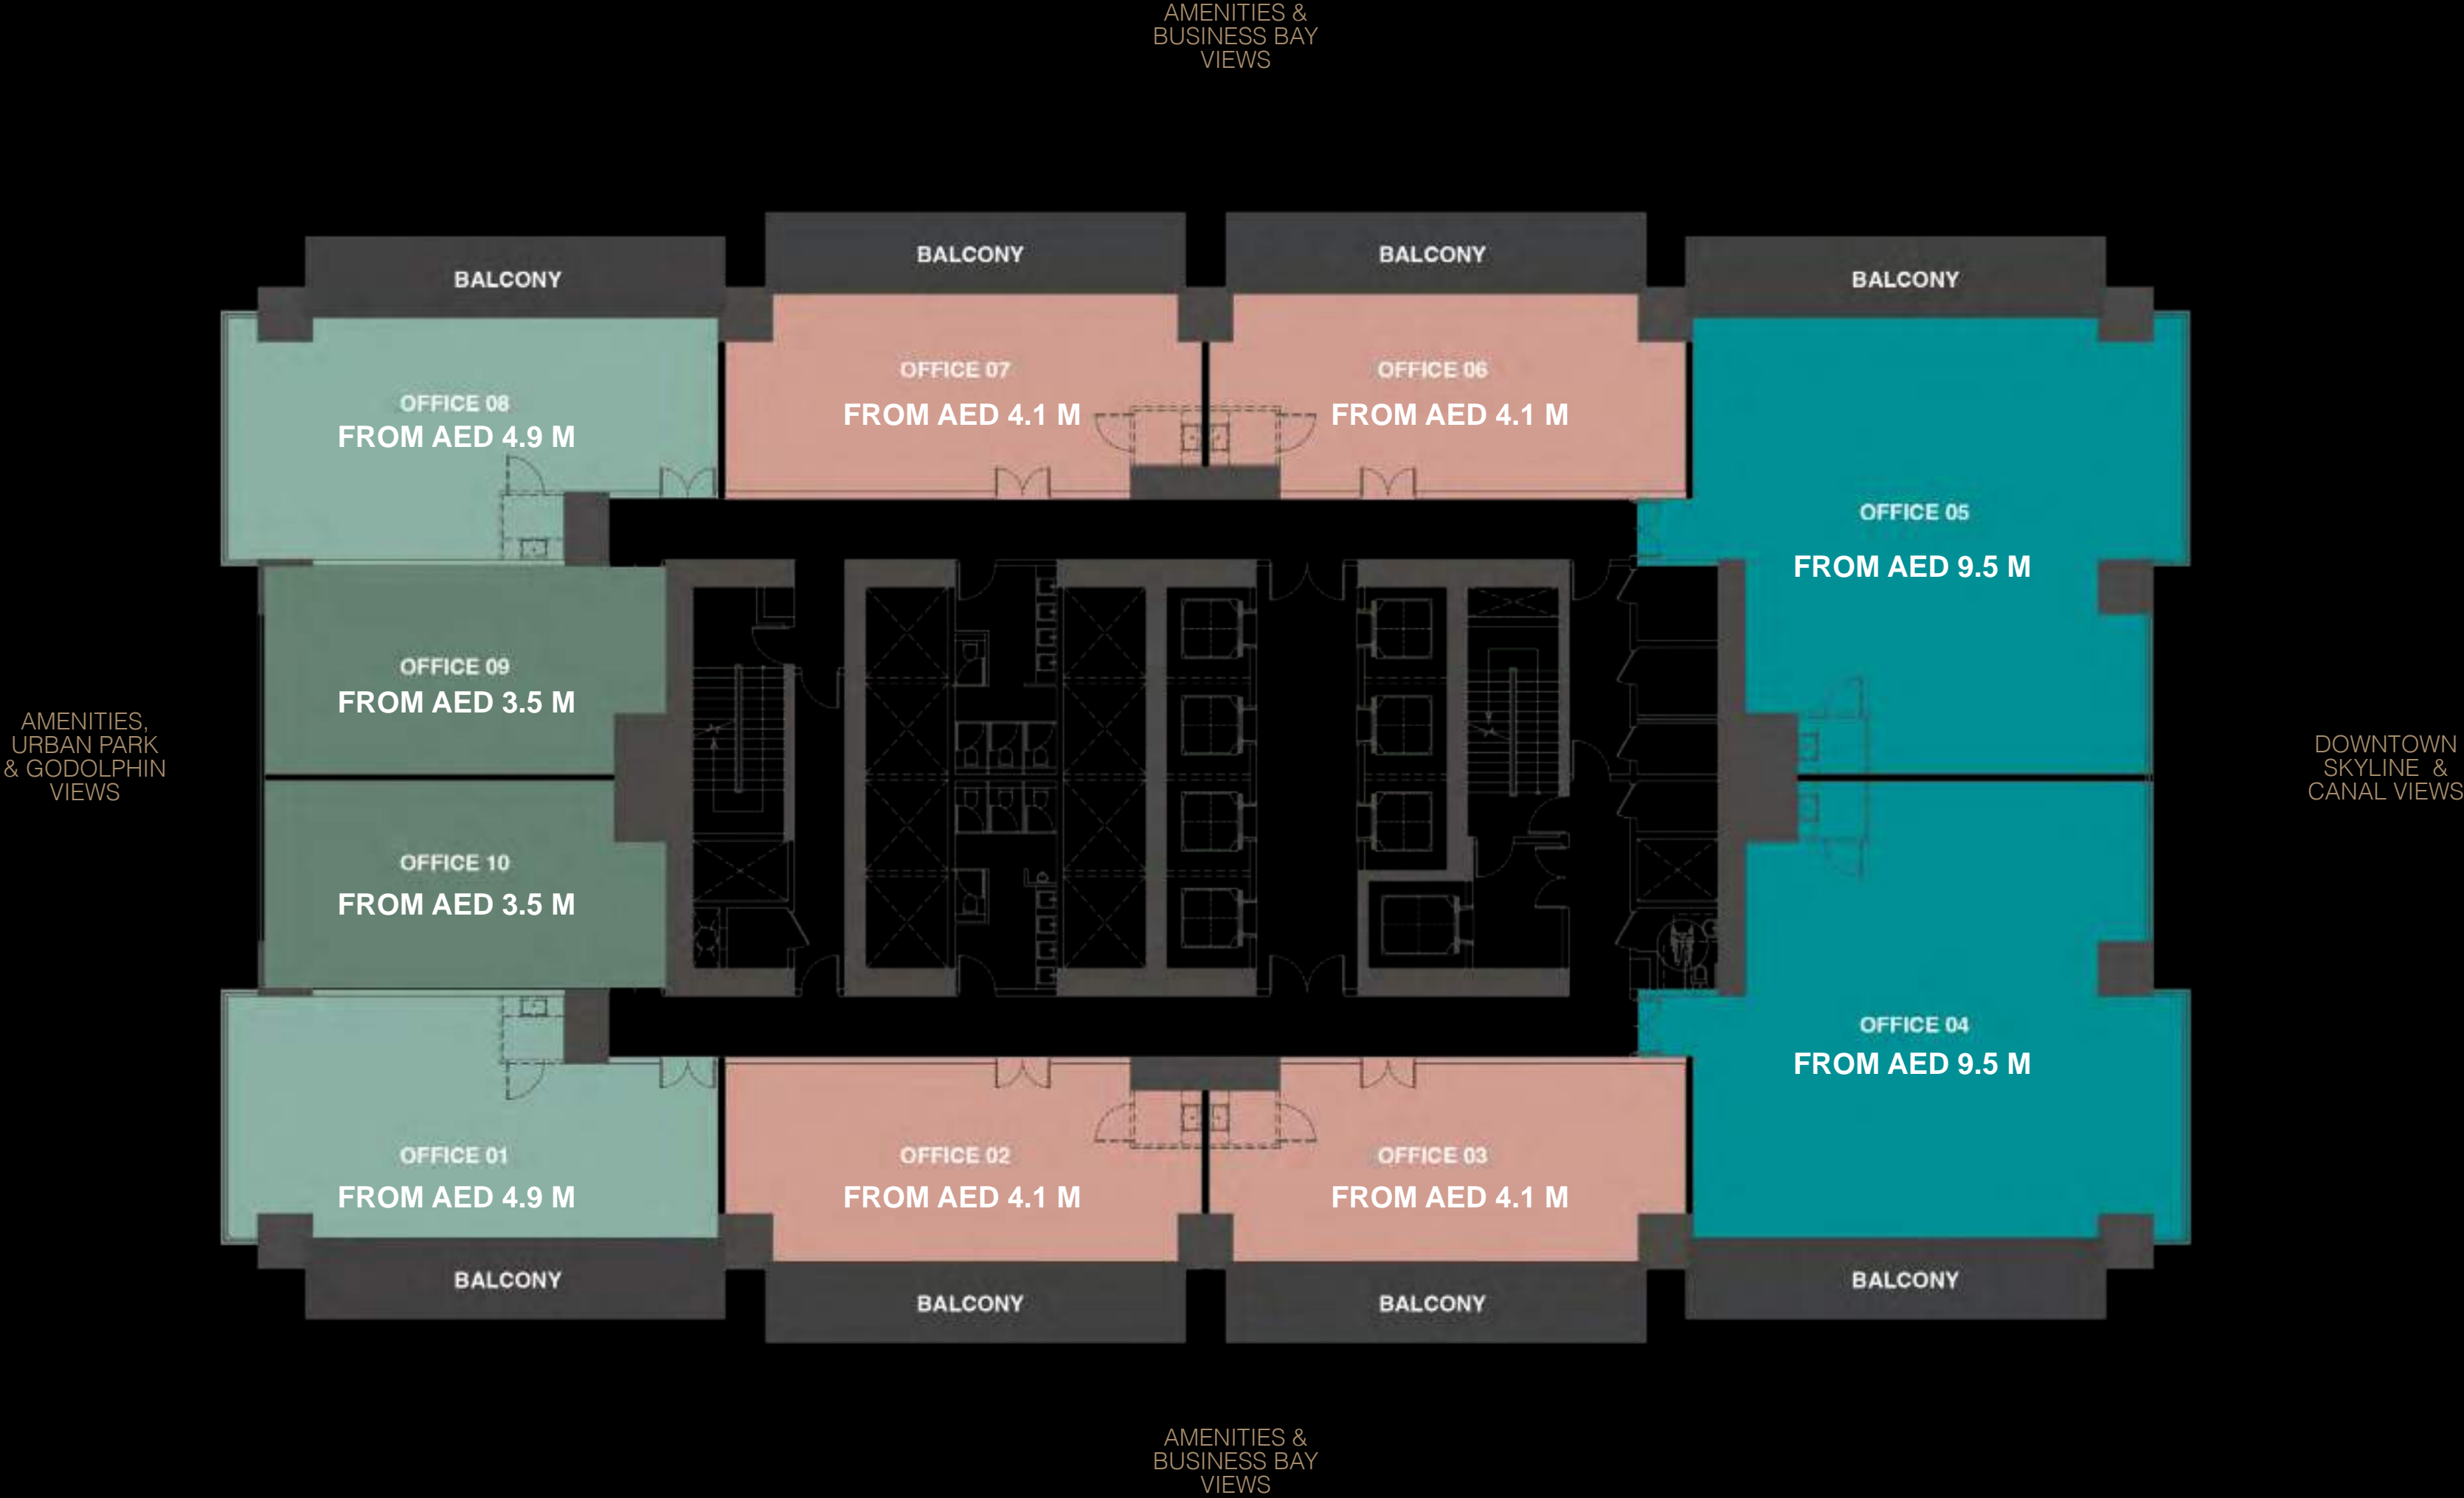 AMENITIES &
BUSINESS BAY
VIEWS
BALCONY
BALCONY
BALCONY
BALCONY
OFFICE 08
FROM AED 4.9 M
OFFICE 07
FROM AED 4.1 M
OFFICE 06
FROM AED 4.1 M
OFFICE 05
FROM AED 9.5 M
OFFICE 09
FROM AED 3.5 M
AMENITIES,
URBAN PARK
& GODOLPHIN
VIEWS
DOWNTOWN
SKYLINE &
CANAL VIEWS
OFFICE 10
FROM AED 3.5 M
OFFICE 04
FROM AED 9.5 M
OFFICE 01
FROM AED 4.9 M
OFFICE 02
FROM AED 4.1 M
OFFICE 03
FROM AED 4.1 M
BALCONY
BALCONY
BALCONY
BALCONY
AMENITIES &
BUSINESS BAY
VIEWS